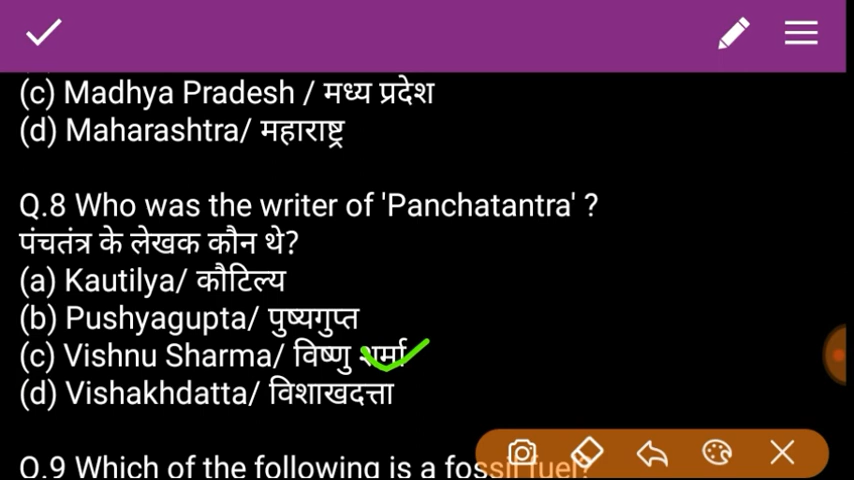 (c) Madhya Pradesh / मध्य प्रदेश
(d) Maharashtra/ महाराष्ट्र
Q.8 Who was the writer of 'Panchatantra' ?
पंचतंत्र के लेखक कौन थे?
(a) Kautilya/ कौटिल्य
(b) Pushyagupta/ पुष्यगुप्त
(c) Vishnu Sharma/ विष्णु शर्मा
(d) Vishakhdatta/ विशाखदत्ता
Q.9 Which of the following is a fossil fuel?